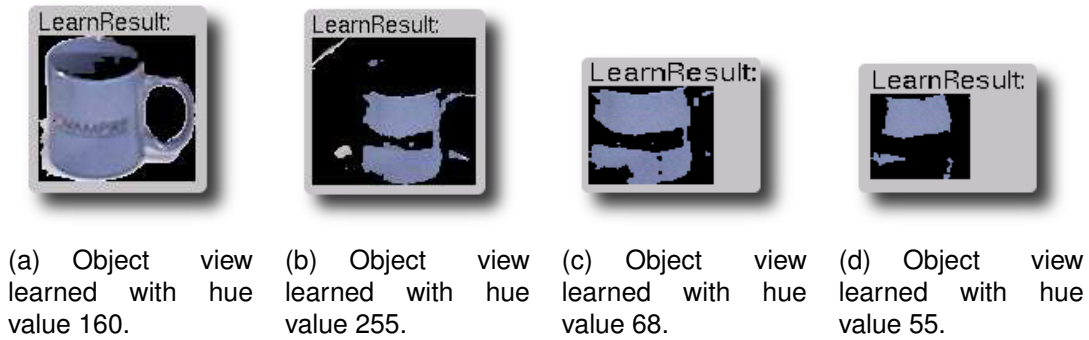 LearnResult:
LearnResult:
LearnResult:
LearnResult:
(a) Object view
learned with hue
value 160.
(b) Object view
learned with hue
value 255.
(c) Object view
learned with hue
value 68.
(d) Object view
learned with hue
value 55.